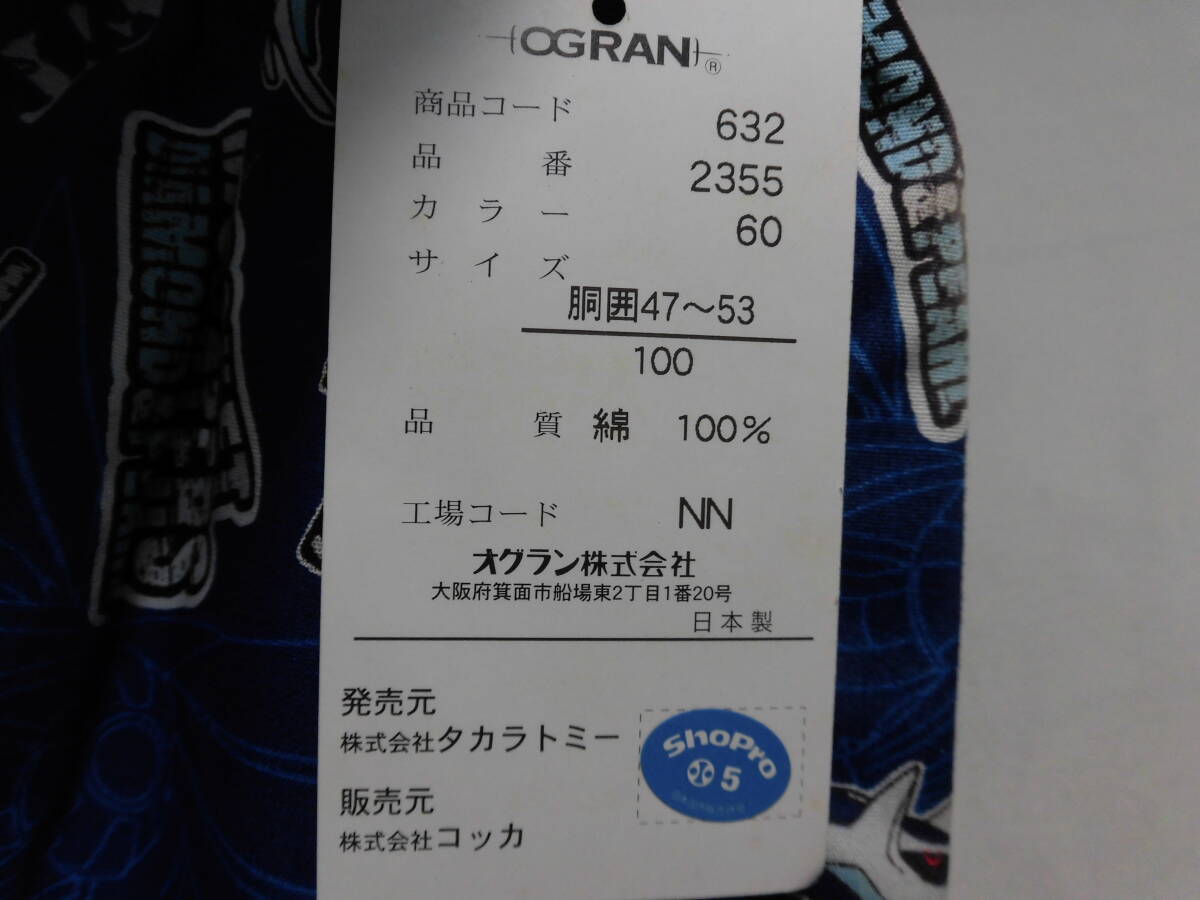 OGRAN®
商品コード 632
品番 2355
カラー 60
サイズ
胴囲47～53
100
品質 綿 100%
工場コード NN
オグラン株式会社
大阪府箕面市船場東2丁目1番20号
日本製
発売元
株式会社タカラトミー
販売元
株式会社コッカ
ShoPro
5
DIAMOND & PEARL